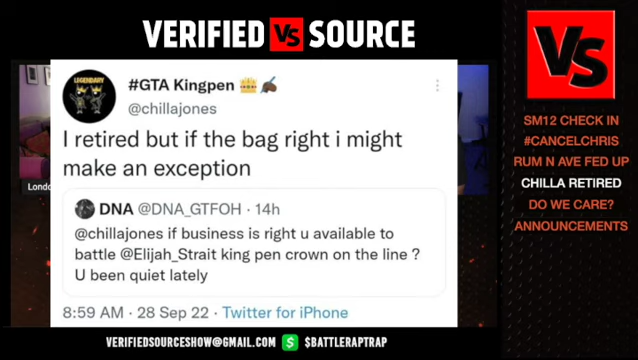 VERIFIED VS SOURCE
VS
LEGENDARY
#GTA Kingpen 👑✍🏿
@chillajones
I retired but if the bag right i might
make an exception
DNA @DNA_GTFOH · 14h
@chillajones if business is right u available to
battle @Elijah_Strait king pen crown on the line ?
U been quiet lately
8:59 AM · 28 Sep 22 · Twitter for iPhone
Londo
SM12 CHECK IN
#CANCELCHRIS
RUM N AVE FED UP
CHILLA RETIRED
DO WE CARE?
ANNOUNCEMENTS
VERIFIEDSOURCESHOW@GMAIL.COM $ $BATTLERAPTRAP